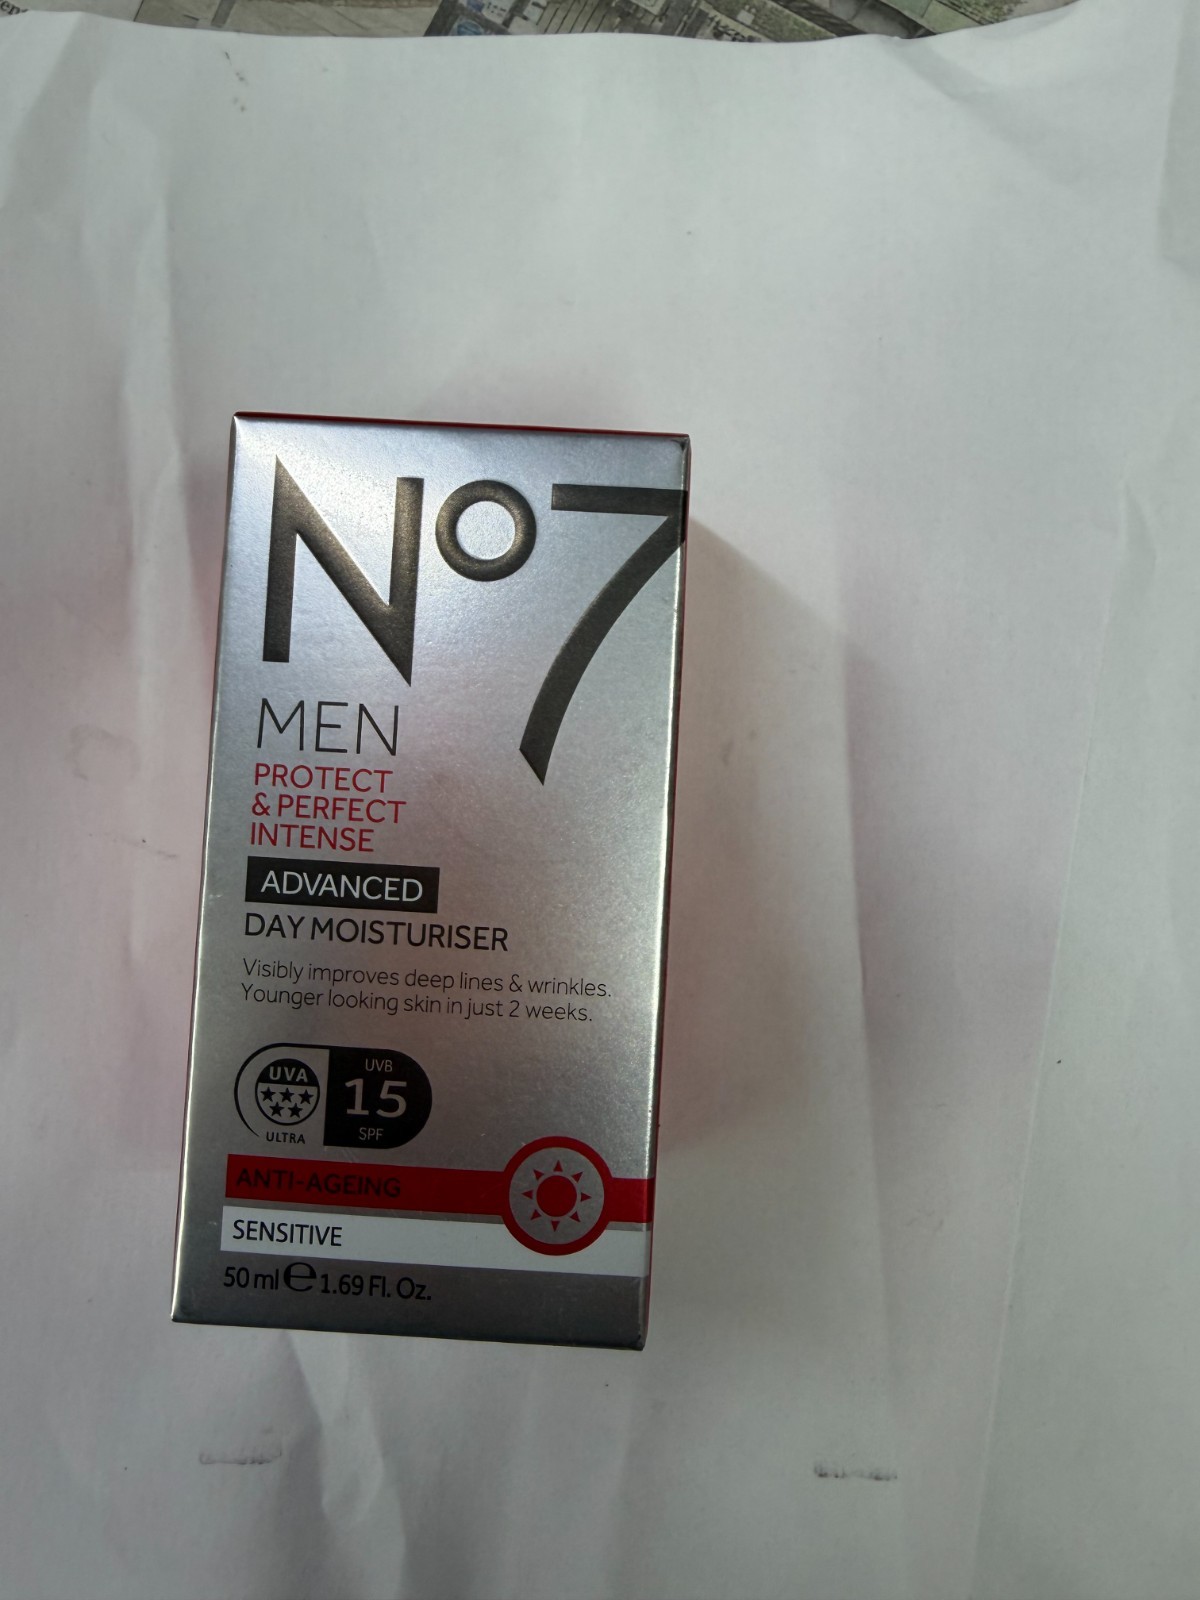 No7
MEN
PROTECT
& PERFECT
INTENSE
ADVANCED
DAY MOISTURISER
Visibly improves deep lines & wrinkles.
Younger looking skin in just 2 weeks.
UVA
ULTRA
UVB
15
SPF
ANTI-AGEING
SENSITIVE
50 ml e 1.69 Fl. Oz.